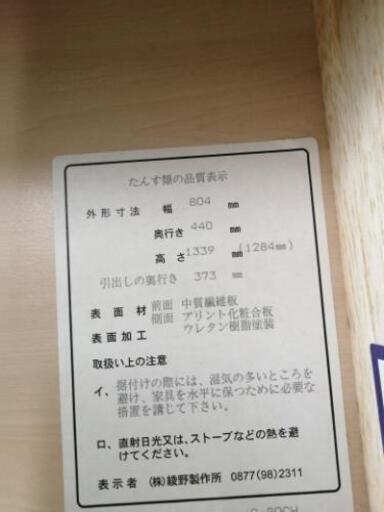 たんす類の品質表示
外形寸法 幅 804 mm
奥行き 440 mm
高さ 1339 mm (1284mm)
引出しの奥行き 373 mm
表面材 前面 中質繊維板
側面 プリント化粧合板
表面加工 ウレタン樹脂塗装
取扱い上の注意
イ、据付けの際には、湿気の多いところを
避け、家具を水平に保つために必要な
措置を講じて下さい。
ロ、直射日光又は、ストーブなどの熱を避
けてください。
表示者 (株)綾野製作所 0877(98)2311